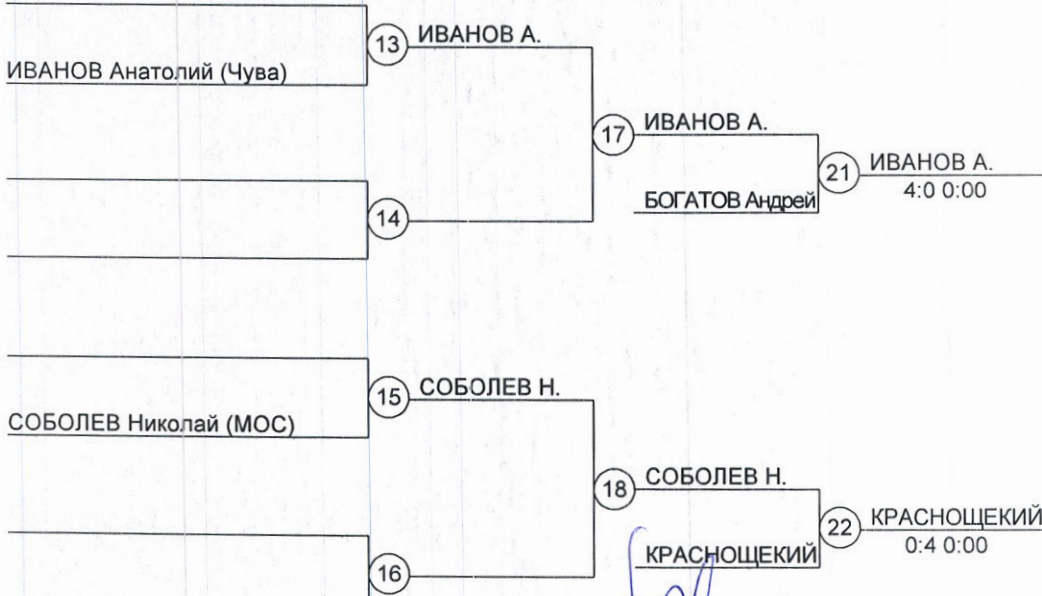 13 ИВАНОВ А.
ИВАНОВ Анатолий (Чува)
17 ИВАНОВ А.
21 ИВАНОВ А.
4:0 0:00
БОГАТОВ Андрей
14
15 СОБОЛЕВ Н.
СОБОЛЕВ Николай (МОС)
18 СОБОЛЕВ Н.
22 КРАСНОЩЕКИЙ
0:4 0:00
КРАСНОЩЕКИЙ
16